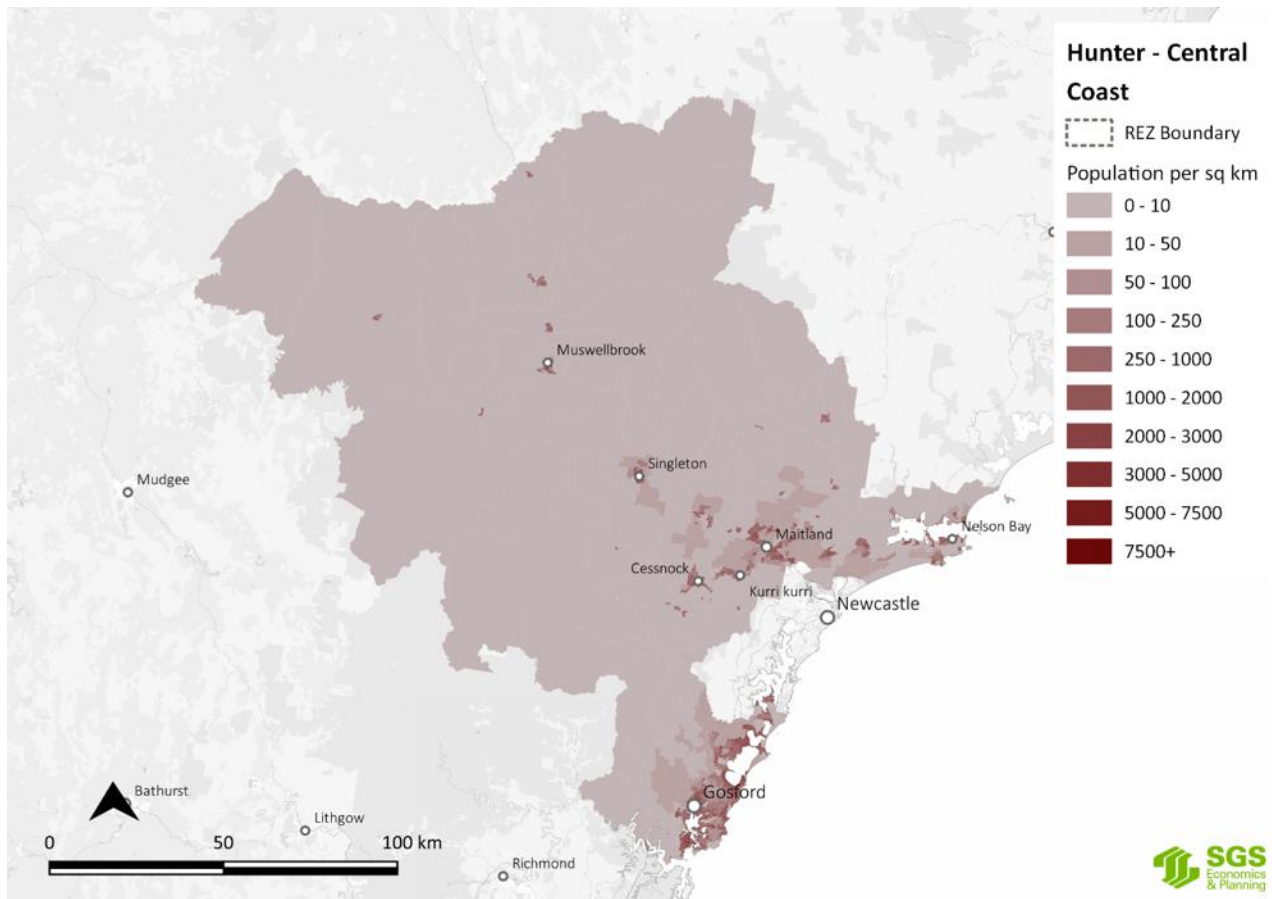 Hunter - Central
Coast
REZ Boundary
Population per sq km
0 - 10
10 - 50
50 - 100
100 - 250
250 - 1000
1000 - 2000
2000 - 3000
3000 - 5000
5000 - 7500
7500+
Muswellbrook
Singleton
Mudgee
Nelson Bay
Maitland
Cessnock
Kurri kurri
Newcastle
Gosford
Bathurst
Lithgow
Richmond
0 50 100 km
SGS
Economics
& Planning